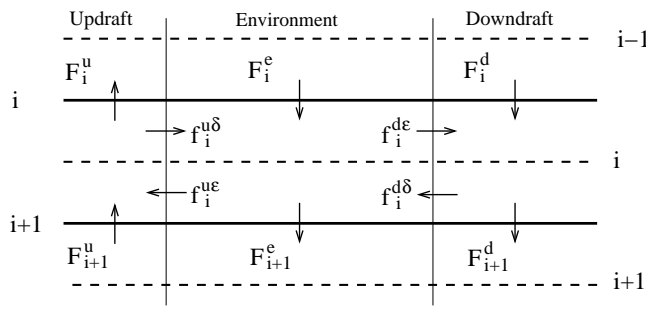 Updraft Environment Downdraft
i−1
F_i^u F_i^e F_i^d
i
f_i^{uδ} f_i^{dε}
i
f_i^{uε} f_i^{dδ}
i+1
F_{i+1}^u F_{i+1}^e F_{i+1}^d
i+1